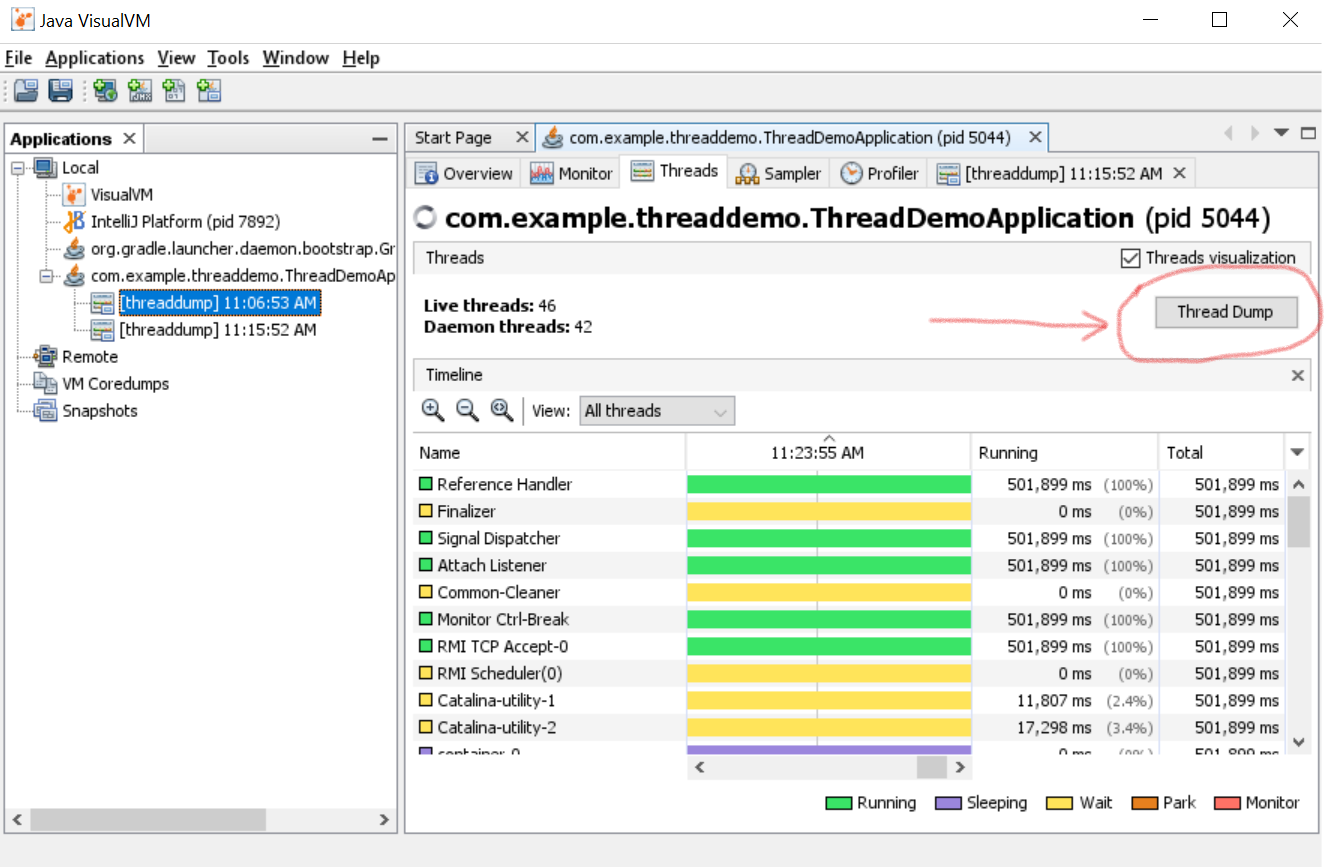 Java VisualVM
File Applications View Tools Window Help
Applications
Local
VisualVM
IntelliJ Platform (pid 7892)
org.gradle.launcher.daemon.bootstrap.Gr
com.example.threaddemo.ThreadDemoAp
[threaddump] 11:06:53 AM
[threaddump] 11:15:52 AM
Remote
VM Coredumps
Snapshots
Start Page com.example.threaddemo.ThreadDemoApplication (pid 5044)
Overview Monitor Threads Sampler Profiler [threaddump] 11:15:52 AM
com.example.threaddemo.ThreadDemoApplication (pid 5044)
Threads Threads visualization
Live threads: 46
Daemon threads: 42
Thread Dump
Timeline
View: All threads
Name 11:23:55 AM Running Total
Reference Handler 501,899 ms (100%) 501,899 ms
Finalizer 0 ms (0%) 501,899 ms
Signal Dispatcher 501,899 ms (100%) 501,899 ms
Attach Listener 501,899 ms (100%) 501,899 ms
Common-Cleaner 0 ms (0%) 501,899 ms
Monitor Ctrl-Break 501,899 ms (100%) 501,899 ms
RMI TCP Accept-0 501,899 ms (100%) 501,899 ms
RMI Scheduler(0) 0 ms (0%) 501,899 ms
Catalina-utility-1 11,807 ms (2.4%) 501,899 ms
Catalina-utility-2 17,298 ms (3.4%) 501,899 ms
container-0 0 ms (0%) 501,899 ms
Running Sleeping Wait Park Monitor